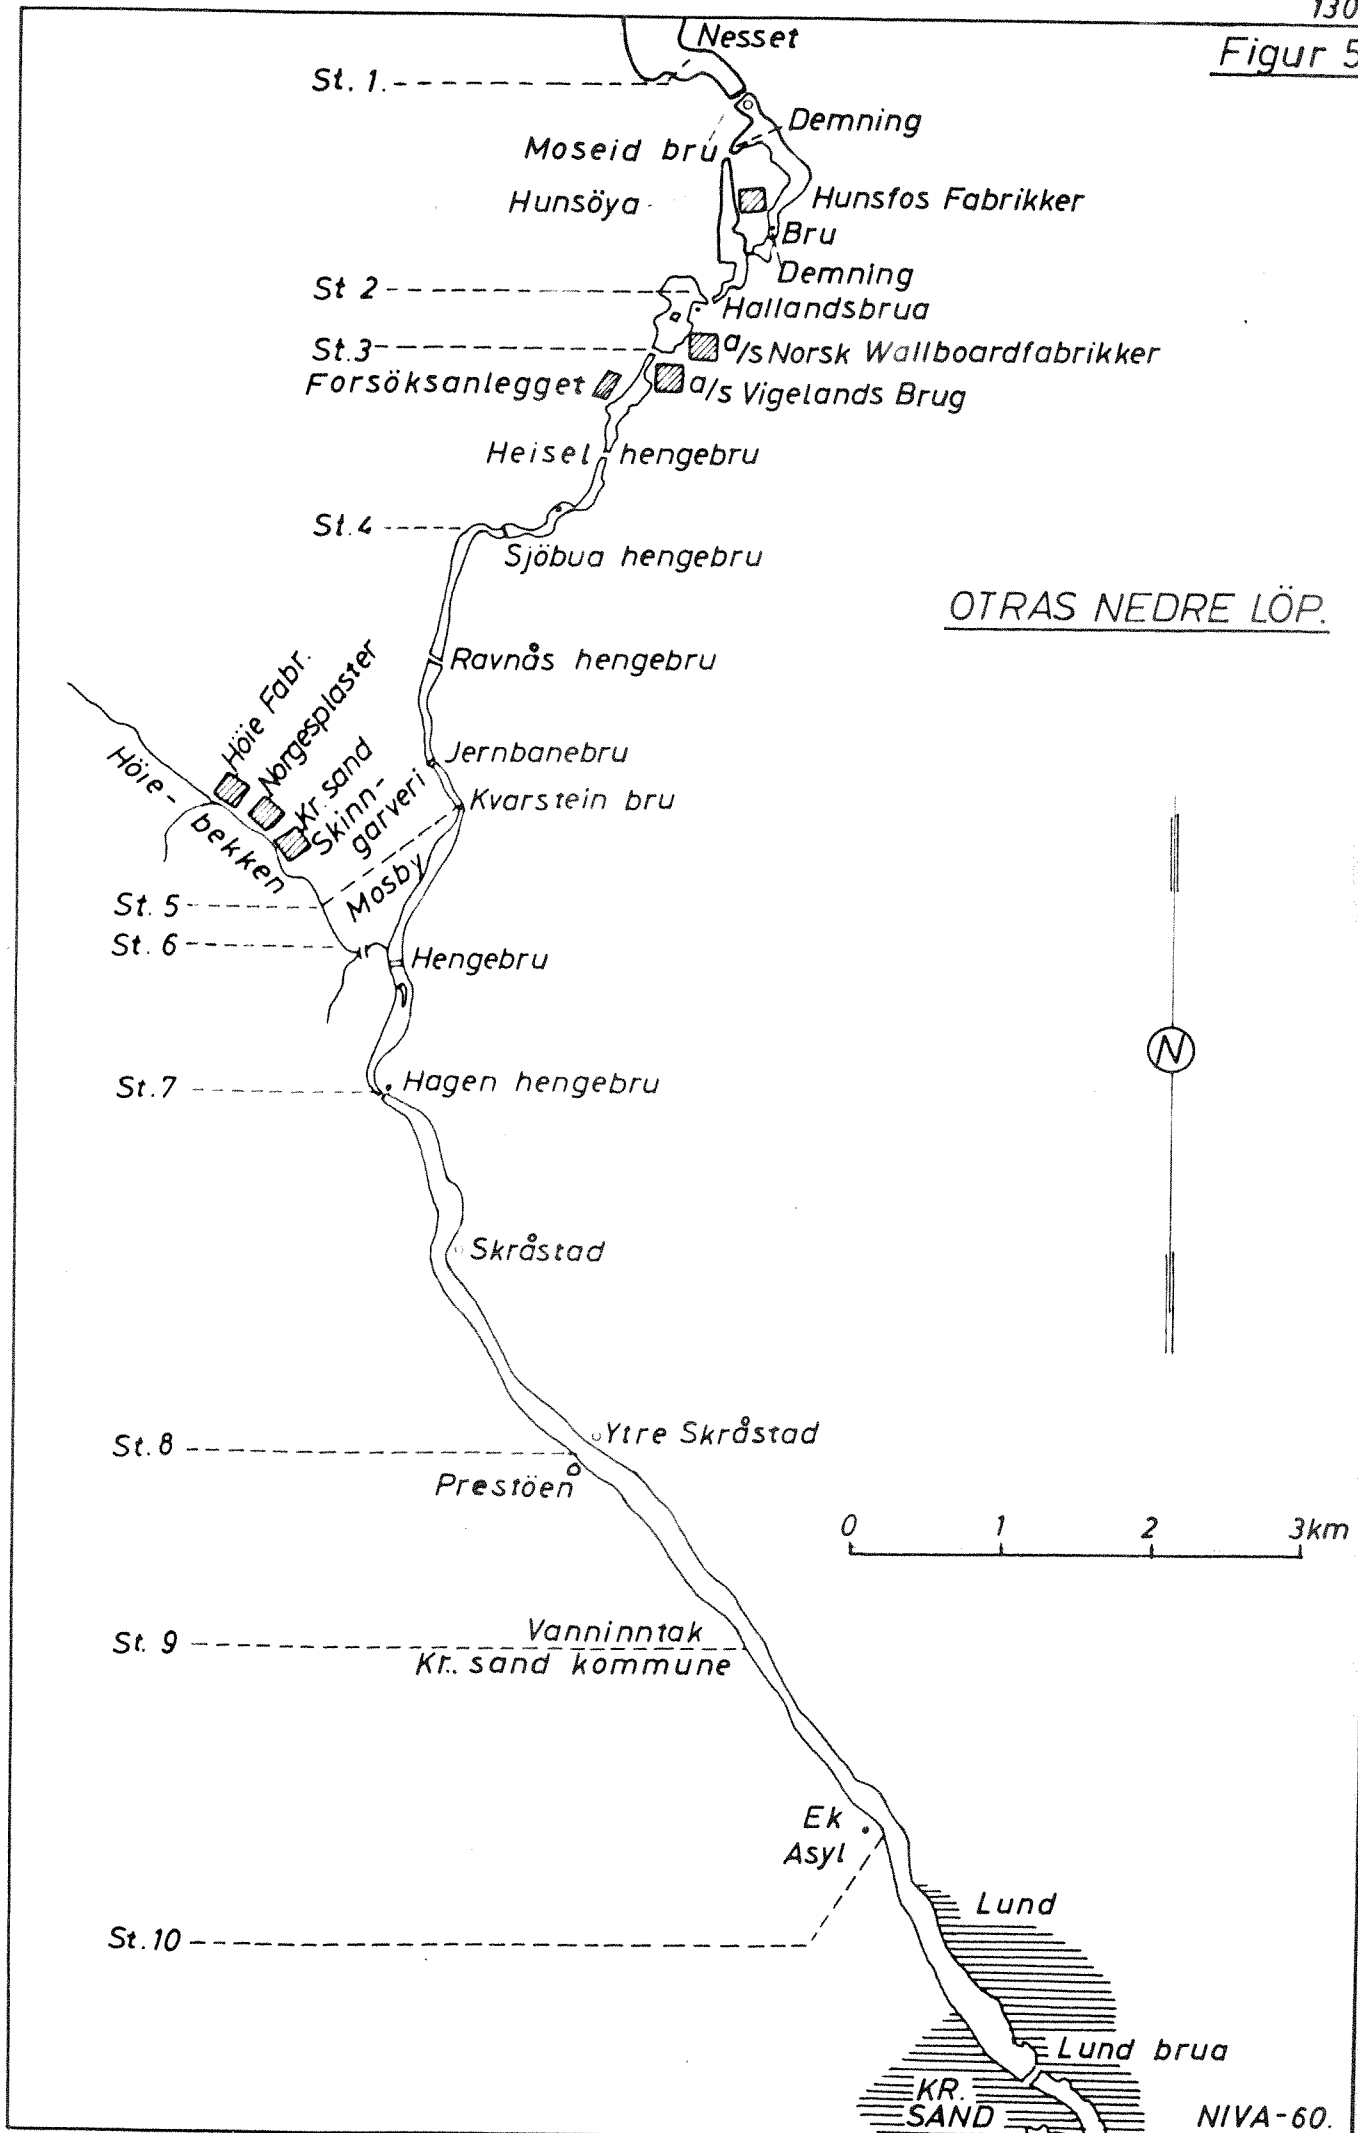 130
Figur 5
Nesset
St. 1.
Demning
Moseid bru
Hunsöya
Hunsfos Fabrikker
Bru
Demning
St 2
Hallandsbrua
St.3
a/s Norsk Wallboardfabrikker
Forsöksanlegget
a/s Vigelands Brug
Heisel hengebru
St.4
Sjöbua hengebru
OTRAS NEDRE LÖP.
Ravnås hengebru
Höie Fabr.
Norgesplaster
Kr. sand
Skinn-
garveri
Jernbanebru
Höie-
bekken
Kvarstein bru
Mosby
St. 5
St. 6
Hengebru
N
St.7
Hagen hengebru
Skråstad
Ytre Skråstad
St.8
Prestöen
0 1 2 3km
Vanninntak
St. 9
Kr. sand kommune
Ek
Asyl
Lund
St.10
Lund brua
KR.
SAND
NIVA-60.